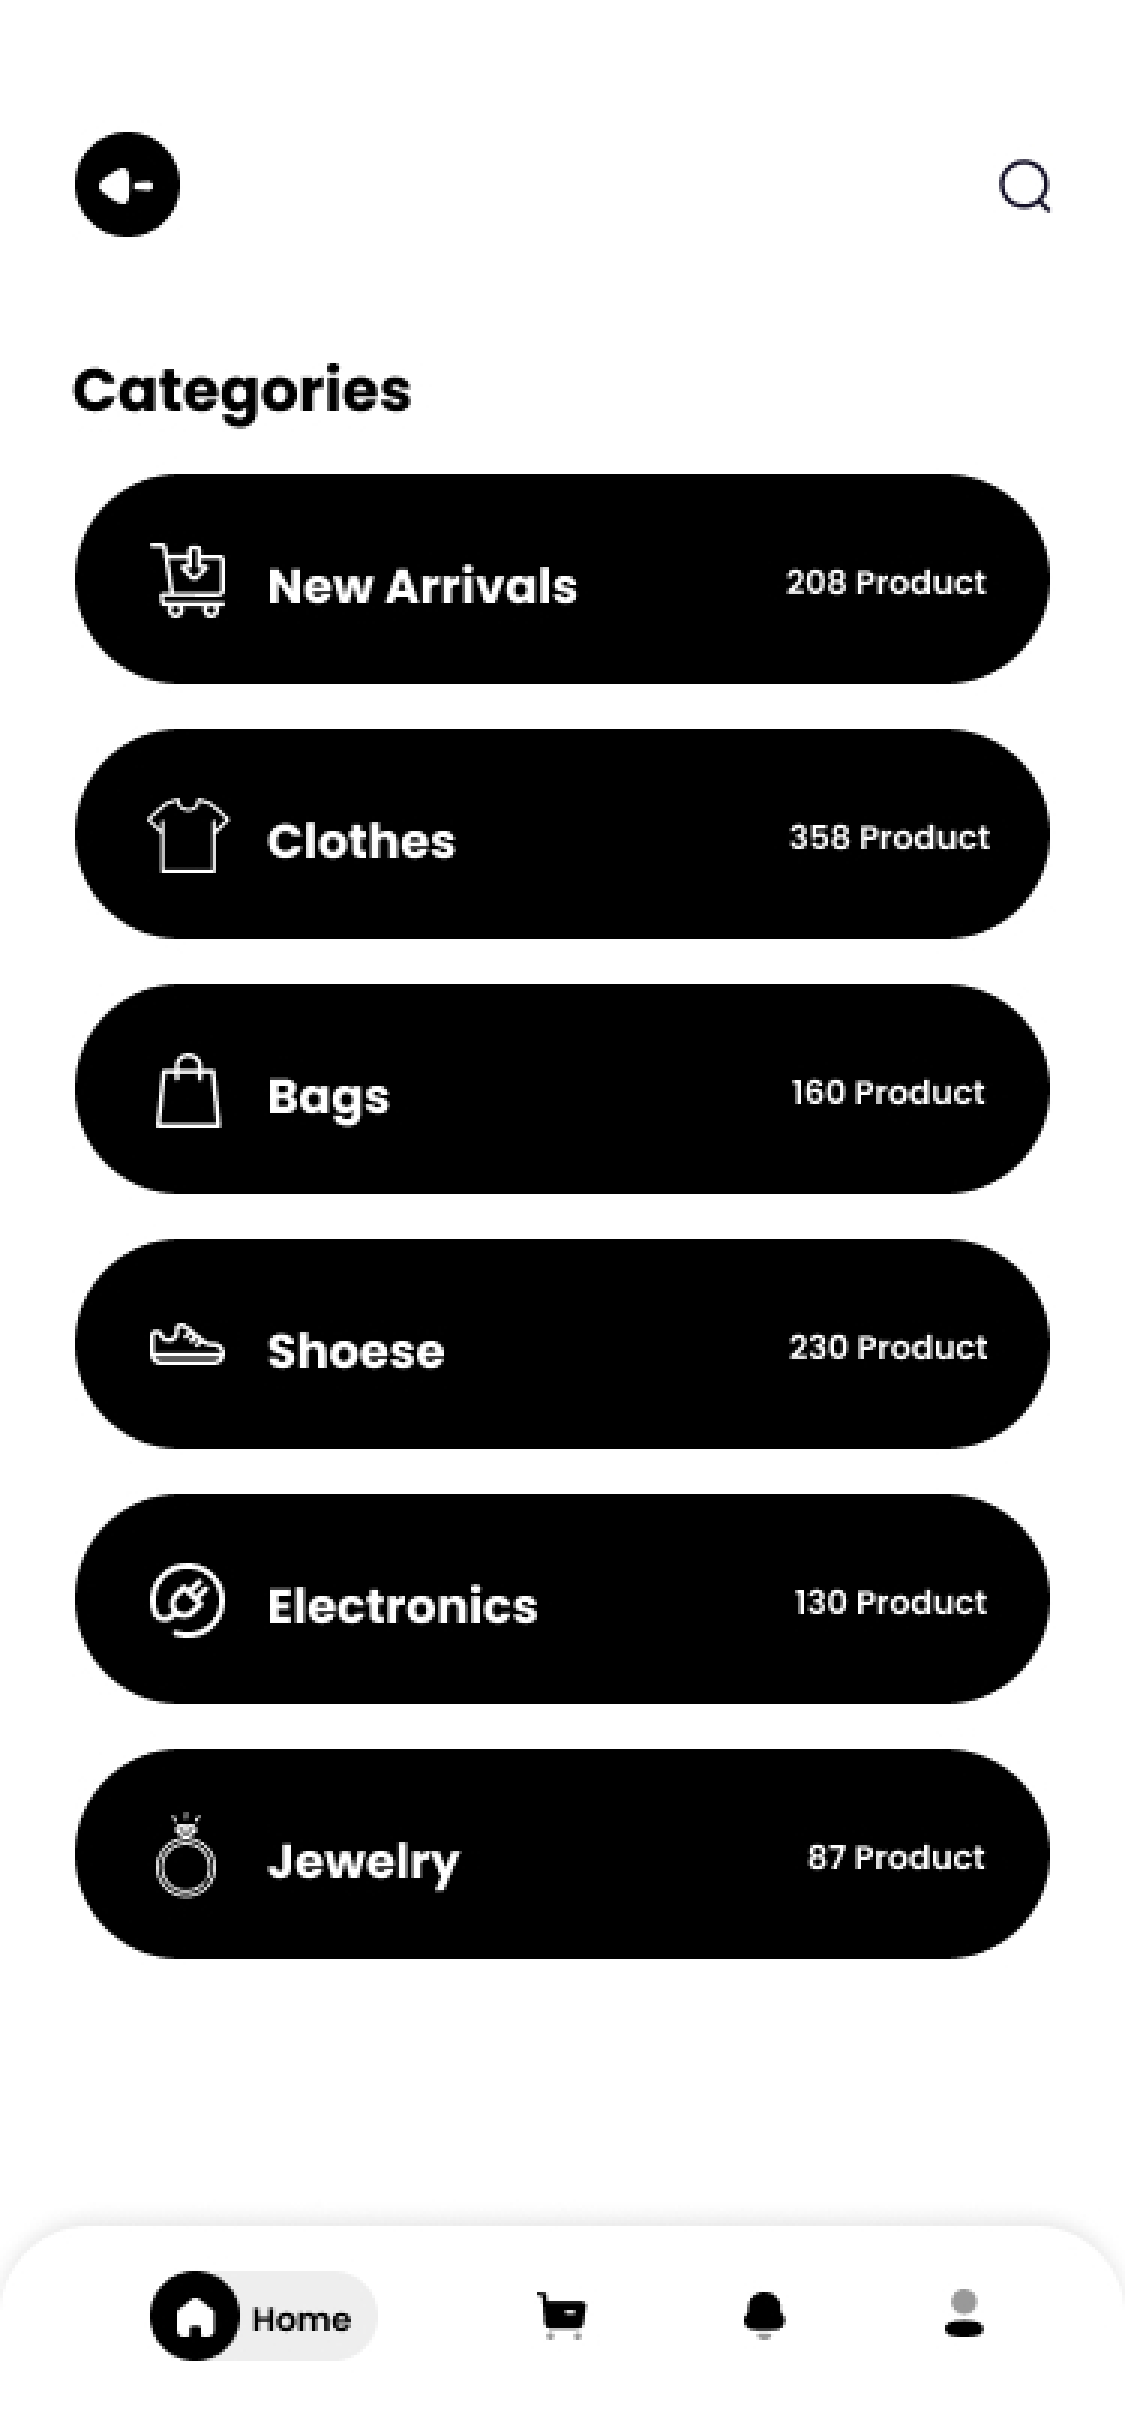 Categories
New Arrivals 208 Product
Clothes 358 Product
Bags 160 Product
Shoese 230 Product
Electronics 130 Product
Jewelry 87 Product
Home